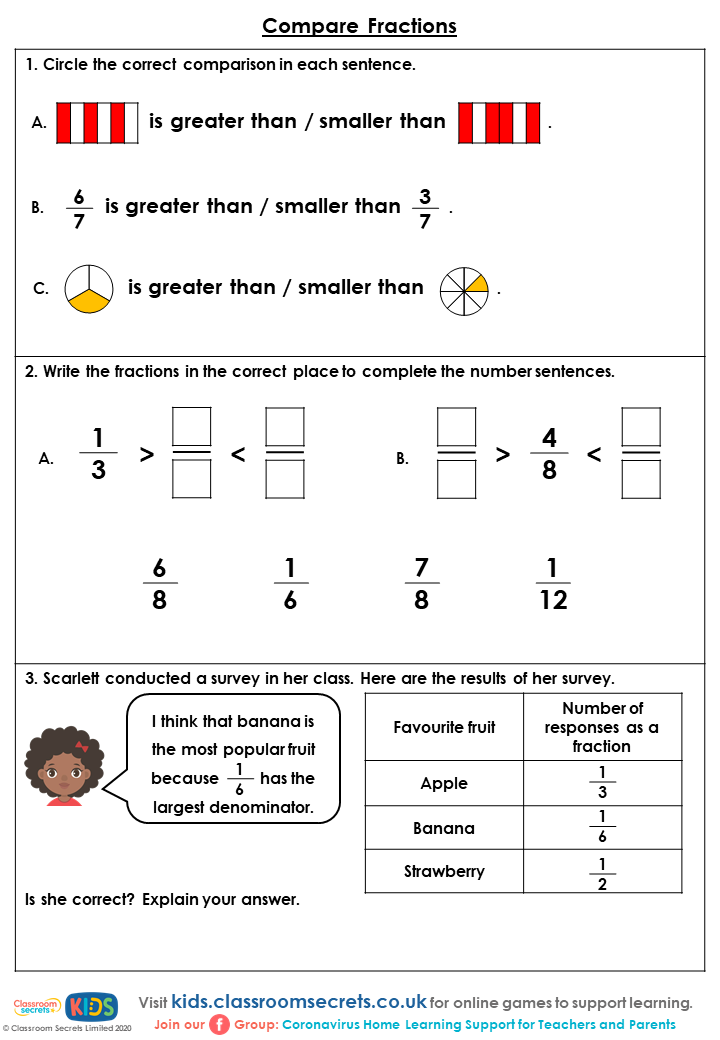 Compare Fractions
1. Circle the correct comparison in each sentence.
A. is greater than / smaller than .
B. 6/7 is greater than / smaller than 3/7 .
C. is greater than / smaller than .
2. Write the fractions in the correct place to complete the number sentences.
A. 1/3 > <
B. > 4/8 <
6/8 1/6 7/8 1/12
3. Scarlett conducted a survey in her class. Here are the results of her survey.
I think that banana is
the most popular fruit
because 1/6 has the
largest denominator.
Favourite fruit
Number of
responses as a
fraction
Apple 1/3
Banana 1/6
Strawberry 1/2
Is she correct? Explain your answer.
Classroom
secrets
KIDS
© Classroom Secrets Limited 2020
Visit kids.classroomsecrets.co.uk for online games to support learning.
Join our f Group: Coronavirus Home Learning Support for Teachers and Parents